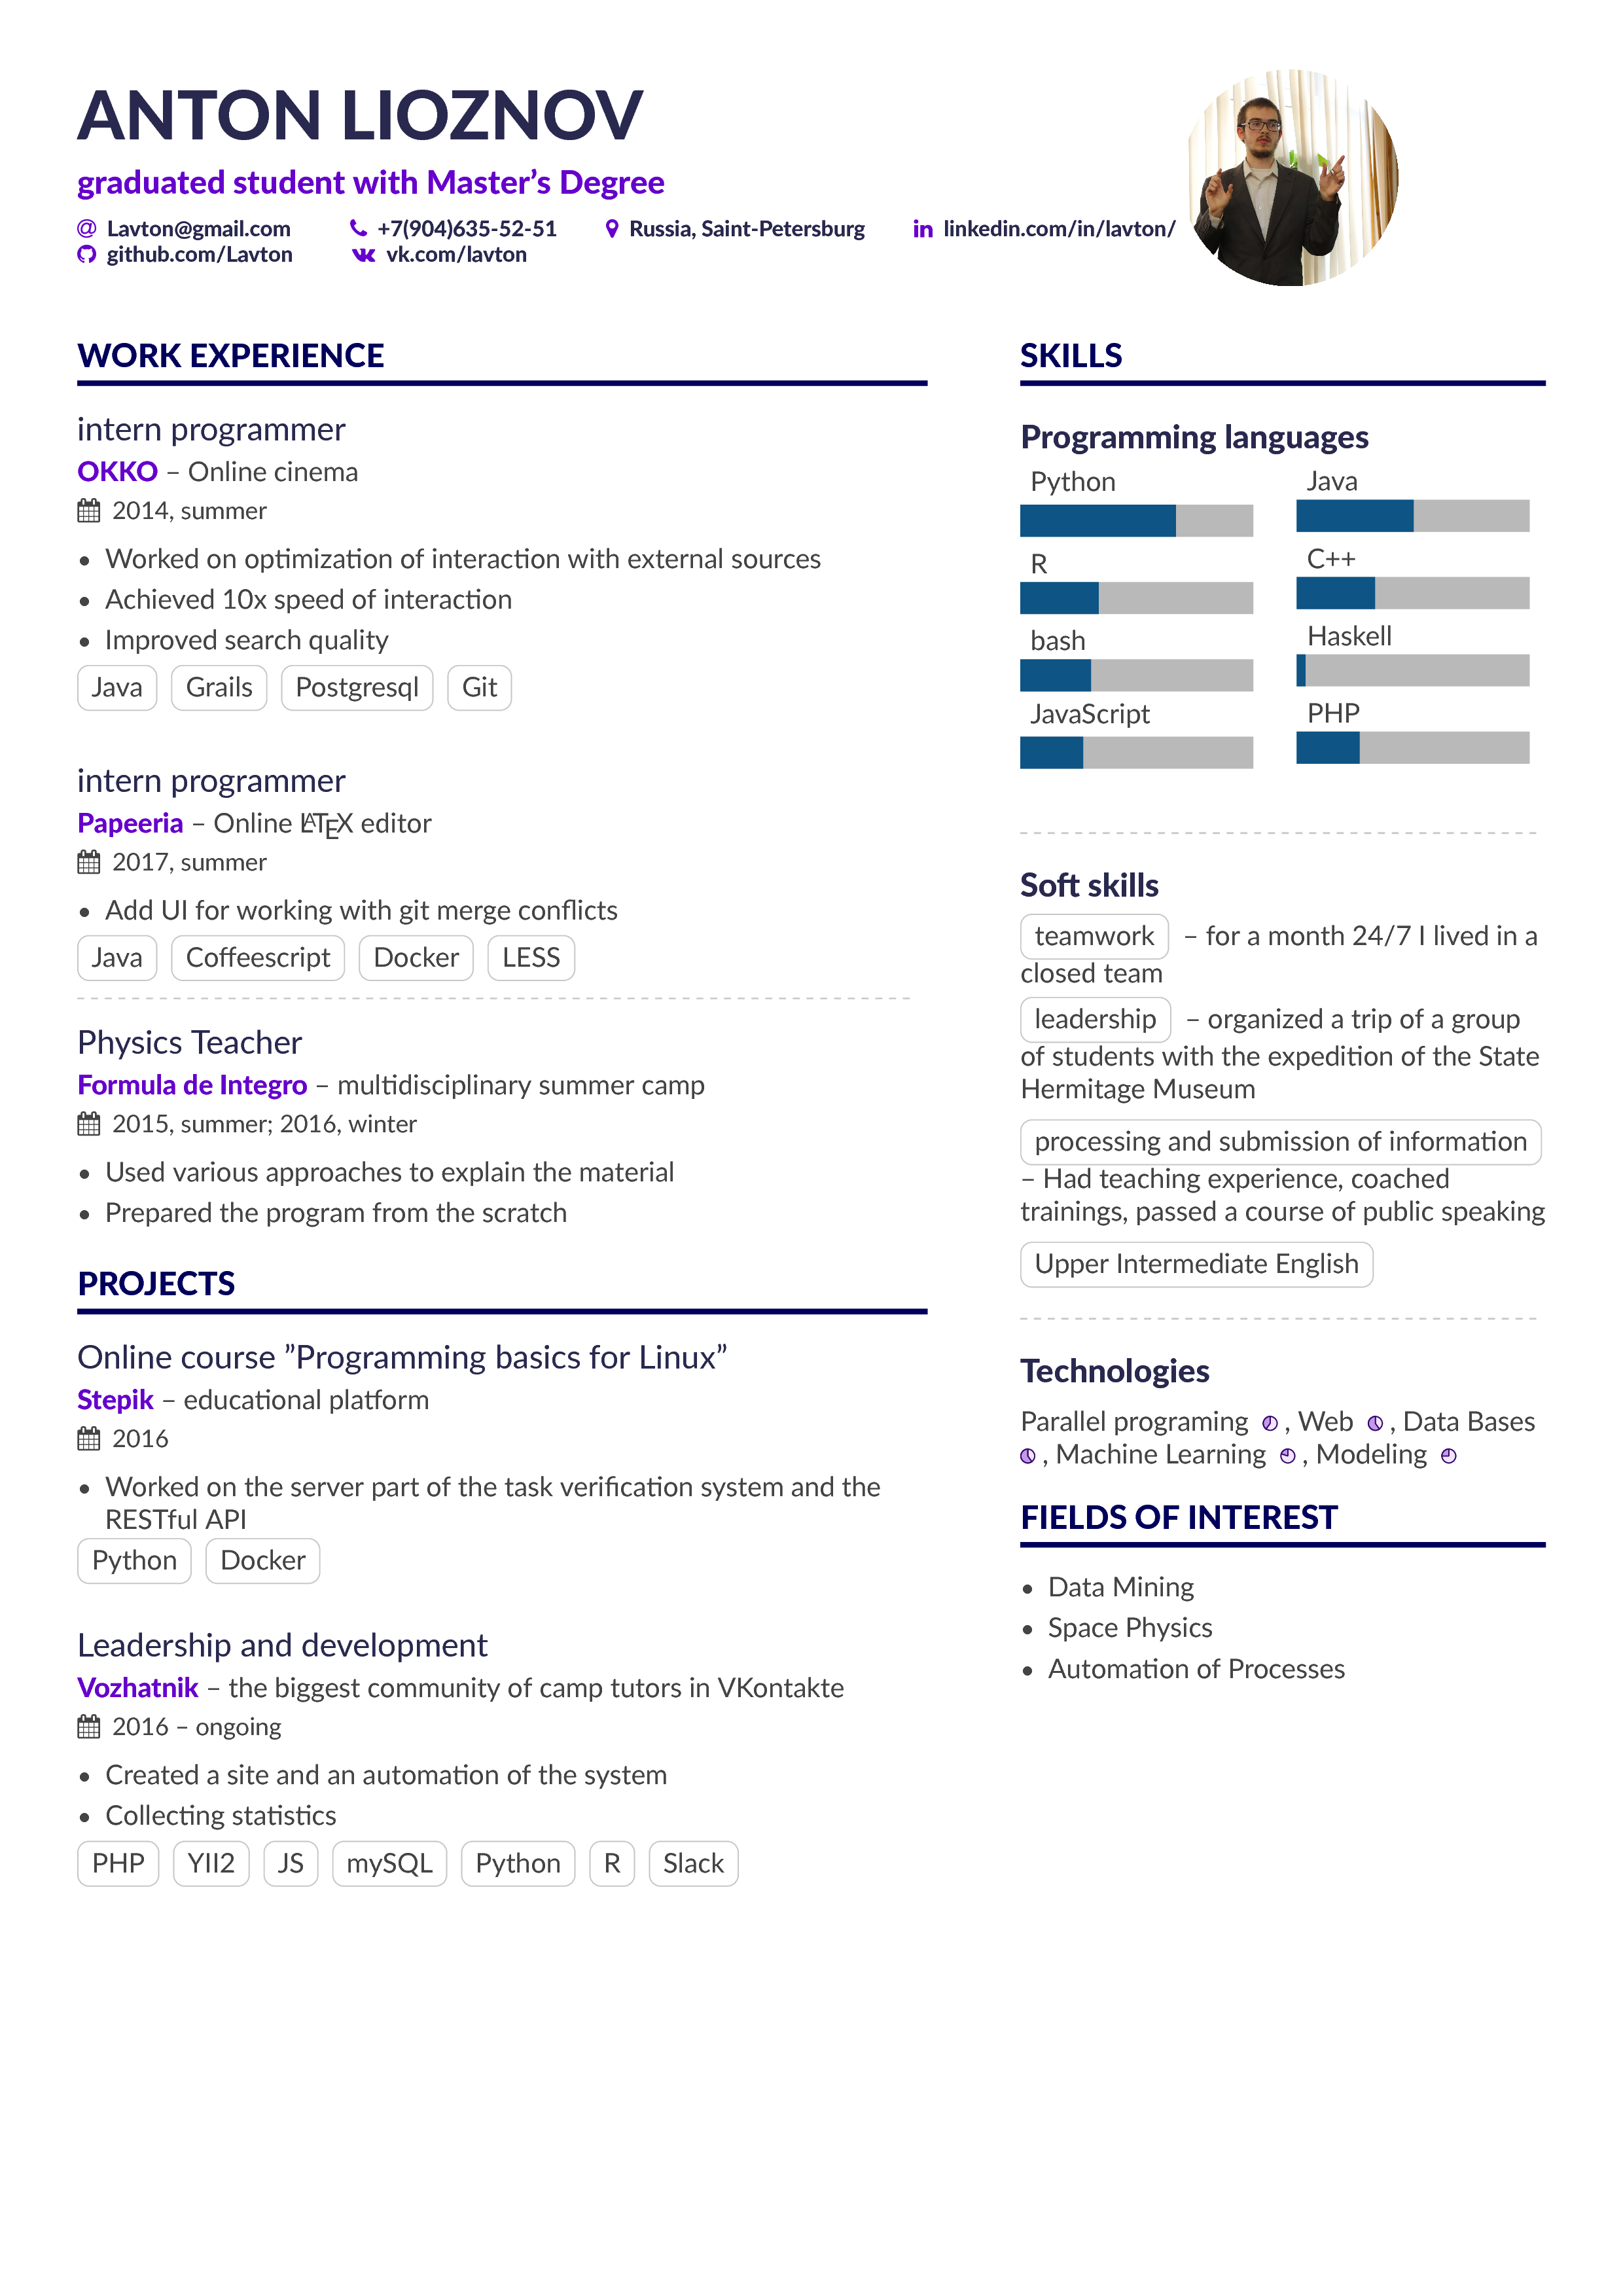 ANTON LIOZNOV
graduated student with Master's Degree
Lavton@gmail.com +7(904)635-52-51 Russia, Saint-Petersburg linkedin.com/in/lavton/
github.com/Lavton vk.com/lavton
WORK EXPERIENCE
intern programmer
OKKO – Online cinema
2014, summer
• Worked on optimization of interaction with external sources
• Achieved 10x speed of interaction
• Improved search quality
Java Grails Postgresql Git
intern programmer
Papeeria – Online LATEX editor
2017, summer
• Add UI for working with git merge conflicts
Java Coffeescript Docker LESS
Physics Teacher
Formula de Integro – multidisciplinary summer camp
2015, summer; 2016, winter
• Used various approaches to explain the material
• Prepared the program from the scratch
PROJECTS
Online course ”Programming basics for Linux”
Stepik – educational platform
2016
• Worked on the server part of the task verification system and the
RESTful API
Python Docker
Leadership and development
Vozhatnik – the biggest community of camp tutors in VKontakte
2016 – ongoing
• Created a site and an automation of the system
• Collecting statistics
PHP YII2 JS mySQL Python R Slack
SKILLS
Programming languages
Python Java
R C++
bash Haskell
JavaScript PHP
Soft skills
teamwork – for a month 24/7 I lived in a
closed team
leadership – organized a trip of a group
of students with the expedition of the State
Hermitage Museum
processing and submission of information
– Had teaching experience, coached
trainings, passed a course of public speaking
Upper Intermediate English
Technologies
Parallel programing , Web , Data Bases
, Machine Learning , Modeling
FIELDS OF INTEREST
• Data Mining
• Space Physics
• Automation of Processes